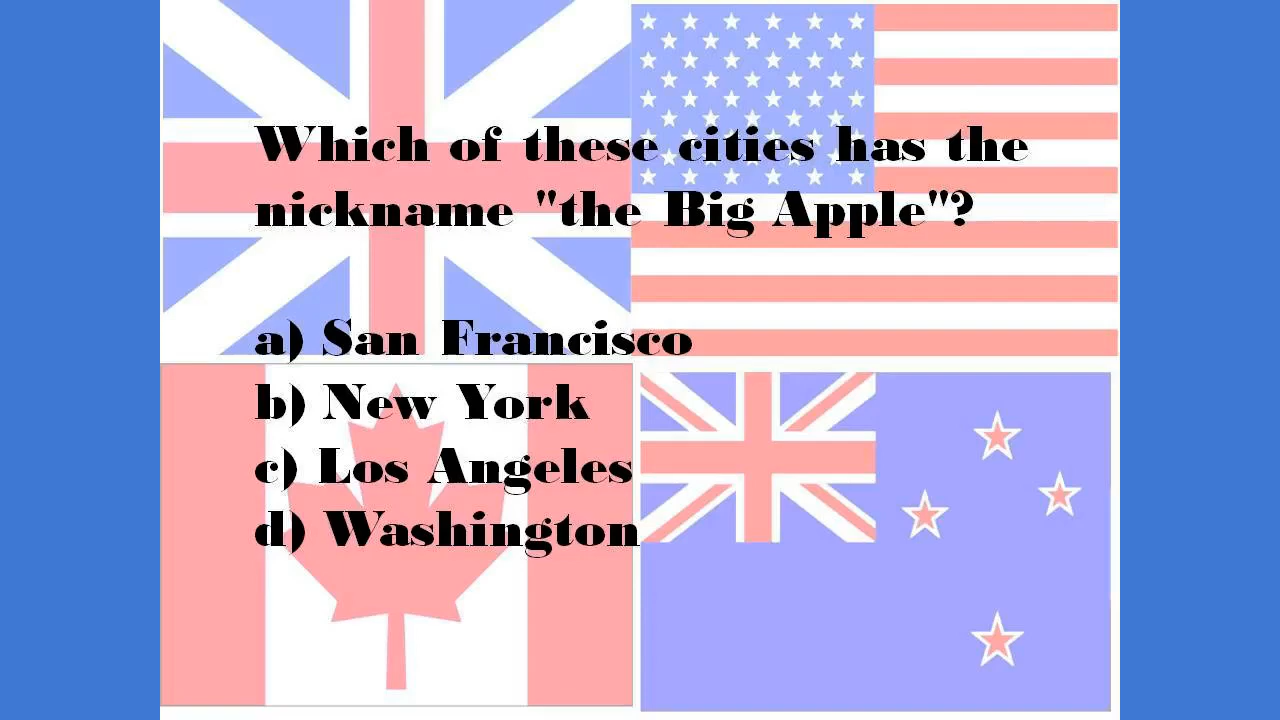 Which of these cities has the
nickname "the Big Apple"?
a) San Francisco
b) New York
c) Los Angeles
d) Washington